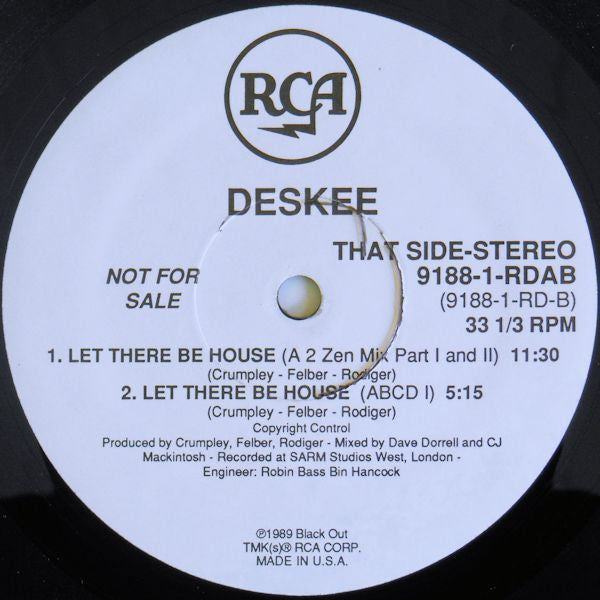 RCA
DESKEE
THAT SIDE-STEREO
NOT FOR
SALE
9188-1-RDAB
(9188-1-RD-B)
33 1/3 RPM
1. LET THERE BE HOUSE (A 2 Zen Mix Part I and II) 11:30
(Crumpley - Felber - Rodiger)
2. LET THERE BE HOUSE (ABCD I) 5:15
(Crumpley - Felber - Rodiger)
Copyright Control
Produced by Crumpley, Felber, Rodiger - Mixed by Dave Dorrell and CJ
Mackintosh - Recorded at SARM Studios West, London -
Engineer: Robin Bass Bin Hancock
℗1989 Black Out
TMK(s)® RCA CORP.
MADE IN U.S.A.